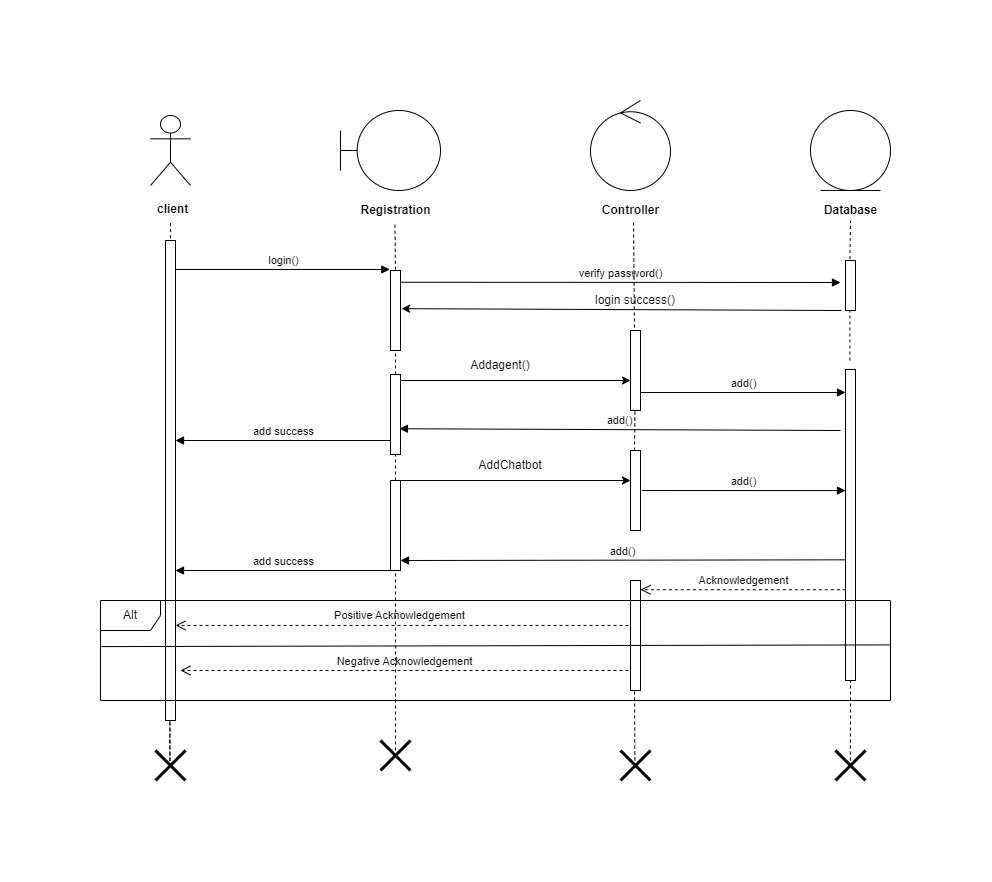 client
Registration
Controller
Database
login()
verify password()
login success()
Addagent()
add()
add()
add success
AddChatbot
add()
add()
add success
Acknowledgement
Alt
Positive Acknowledgement
Negative Acknowledgement